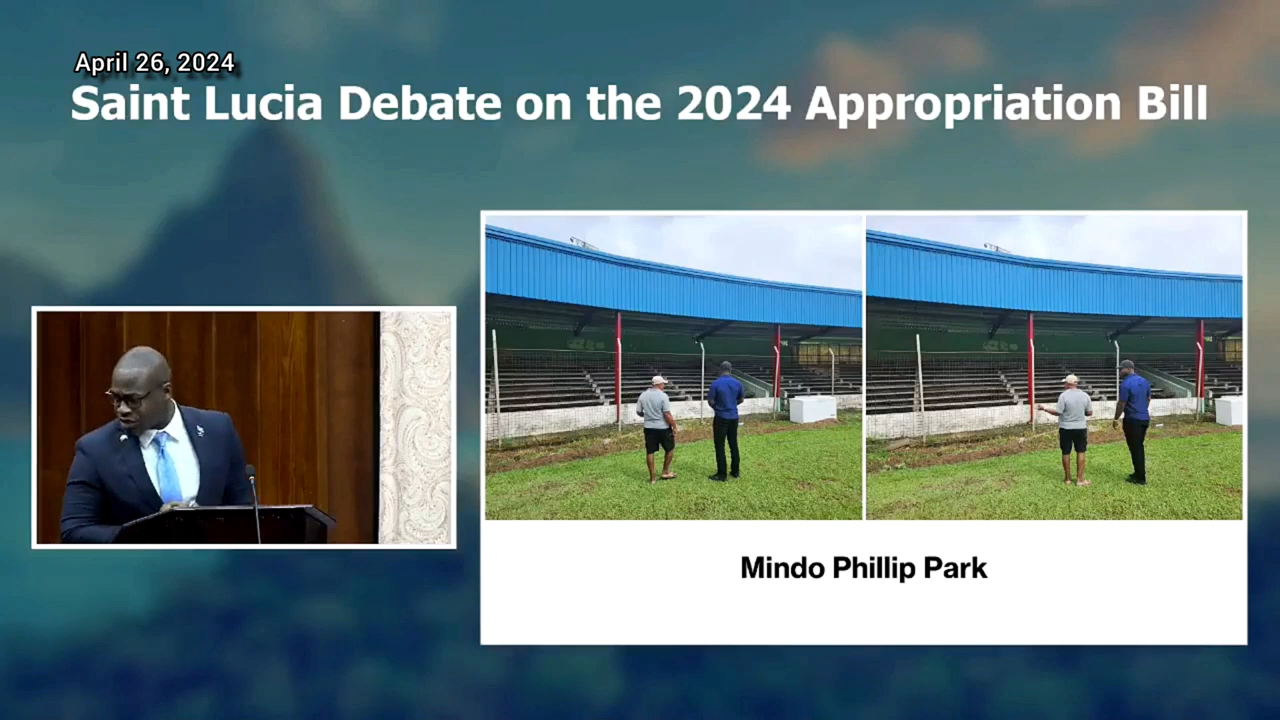 April 26, 2024
Saint Lucia Debate on the 2024 Appropriation Bill
Mindo Phillip Park